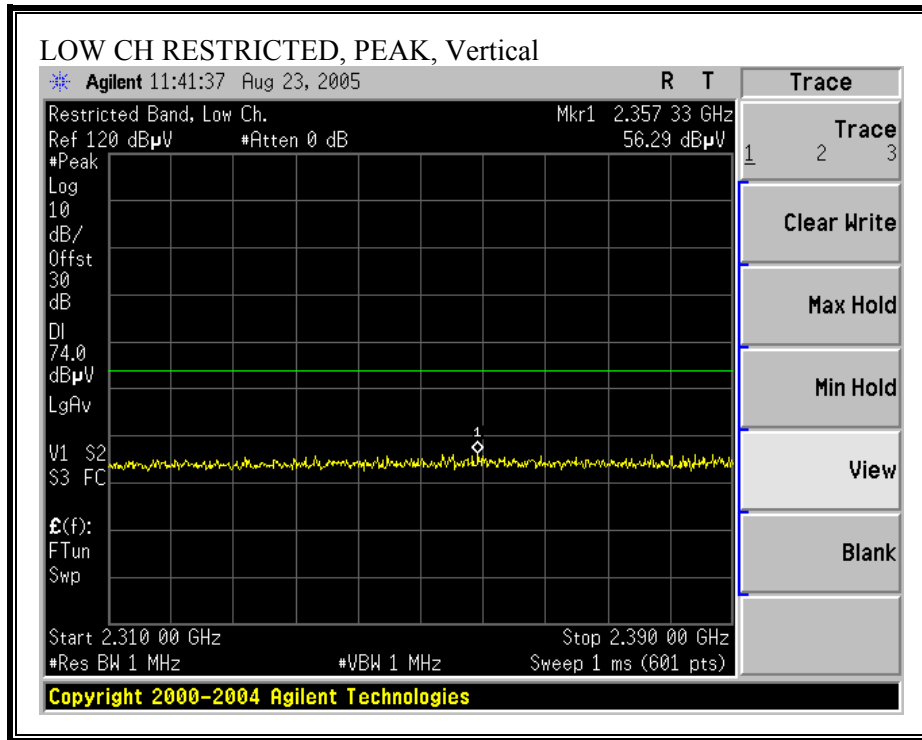 LOW CH RESTRICTED, PEAK, Vertical
Agilent 11:41:37 Aug 23, 2005 R T
Trace
Restricted Band, Low Ch. Mkr1 2.357 33 GHz
Ref 120 dBµV #Atten 0 dB 56.29 dBµV
#Peak
Log
10
dB/
Offst
30
dB
DI
74.0
dBµV
LgAv
1
V1 S2
S3 FC
£(f):
FTun
Swp
Start 2.310 00 GHz Stop 2.390 00 GHz
#Res BW 1 MHz #VBW 1 MHz Sweep 1 ms (601 pts)
Trace
1 2 3
Clear Write
Max Hold
Min Hold
View
Blank
Copyright 2000-2004 Agilent Technologies